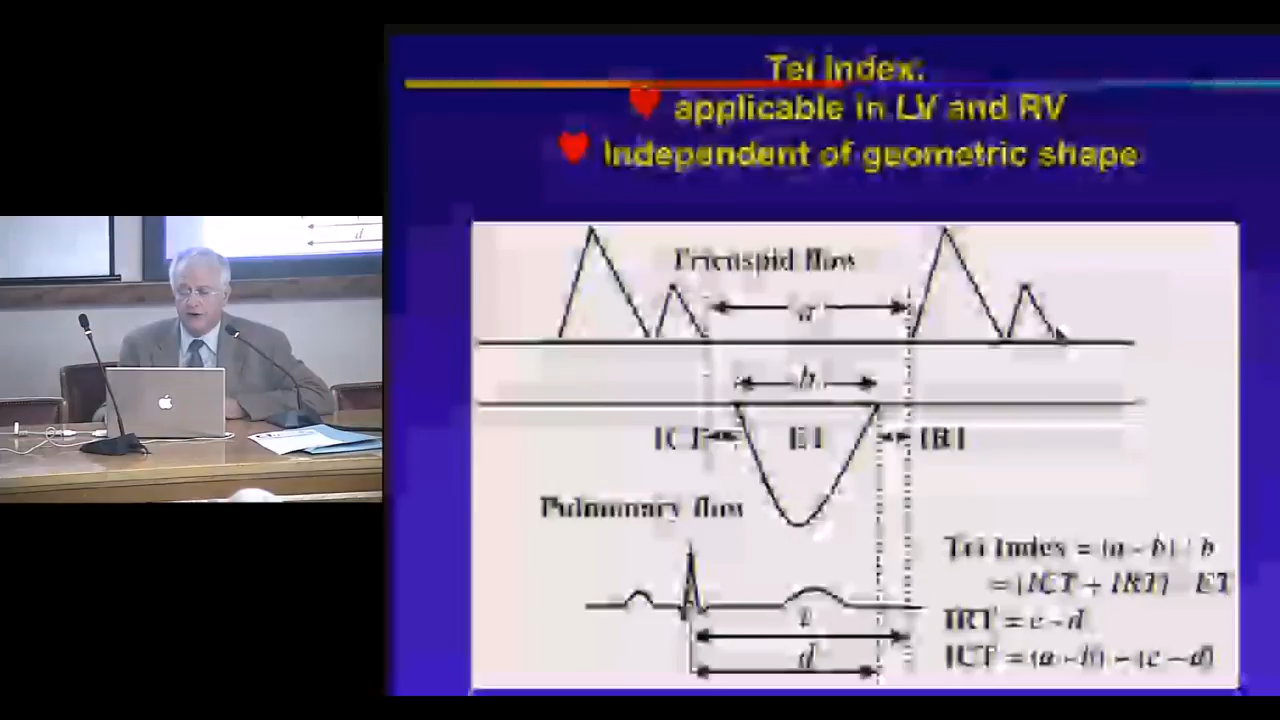 Tei Index:
applicable in LV and RV
Independent of geometric shape
Tricuspid flow
a
b
ICT
ET
IRT
Pulmonary flow
Tei Index = (a - b) / b
= (ICT + IRT) / ET
c
IRT = c - d
d
ICT = (a - b) - (c - d)
d